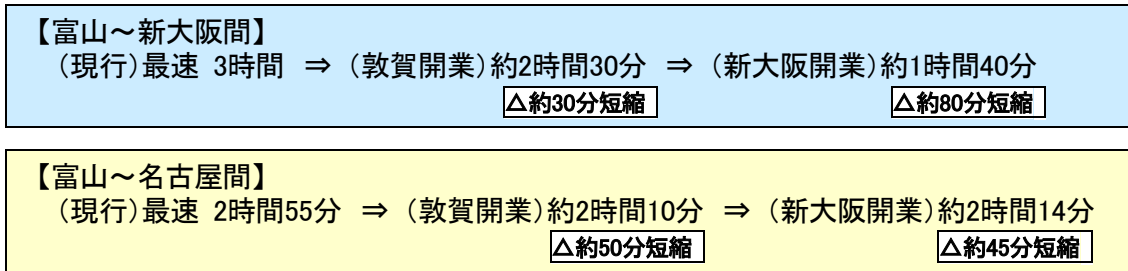 【富山~新大阪間】
(現行)最速 3時間 ⇒ (敦賀開業)約2時間30分 ⇒ (新大阪開業)約1時間40分
△約30分短縮 △約80分短縮
【富山~名古屋間】
(現行)最速 2時間55分 ⇒ (敦賀開業)約2時間10分 ⇒ (新大阪開業)約2時間14分
△約50分短縮 △約45分短縮